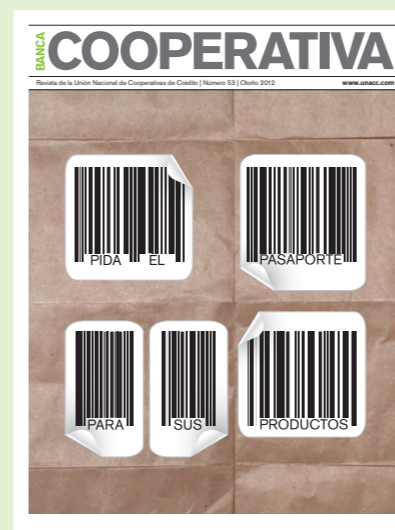 BANCA
COOPERATIVA
Revista de la Unión Nacional de Cooperativas de Crédito | Número 53 | Otoño 2012 www.unacc.com
PIDA EL PASAPORTE
PARA SUS PRODUCTOS